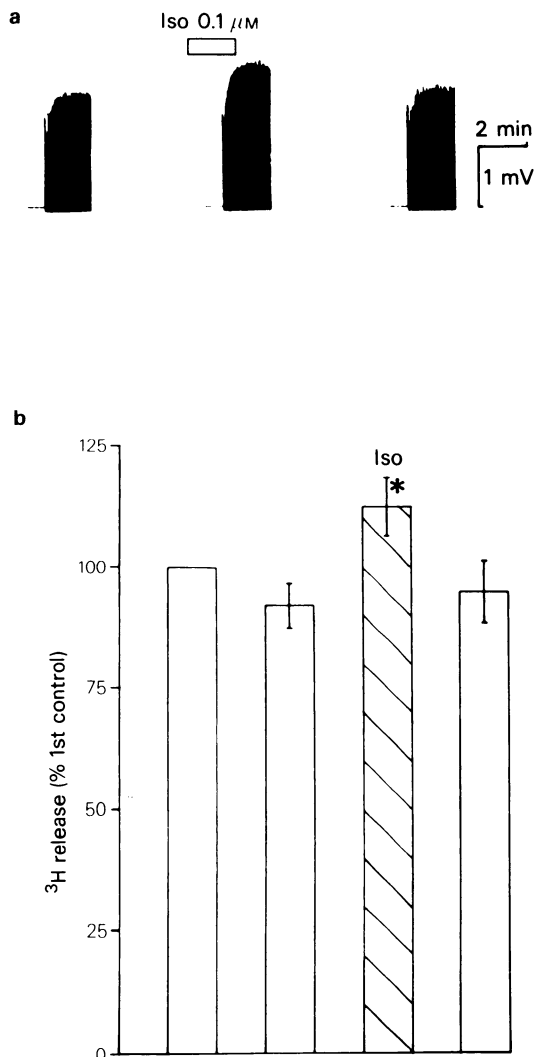 a
Iso 0.1 μM
2 min
1 mV
b
125
100
75
50
25
0
³H release (% 1st control)
Iso
*